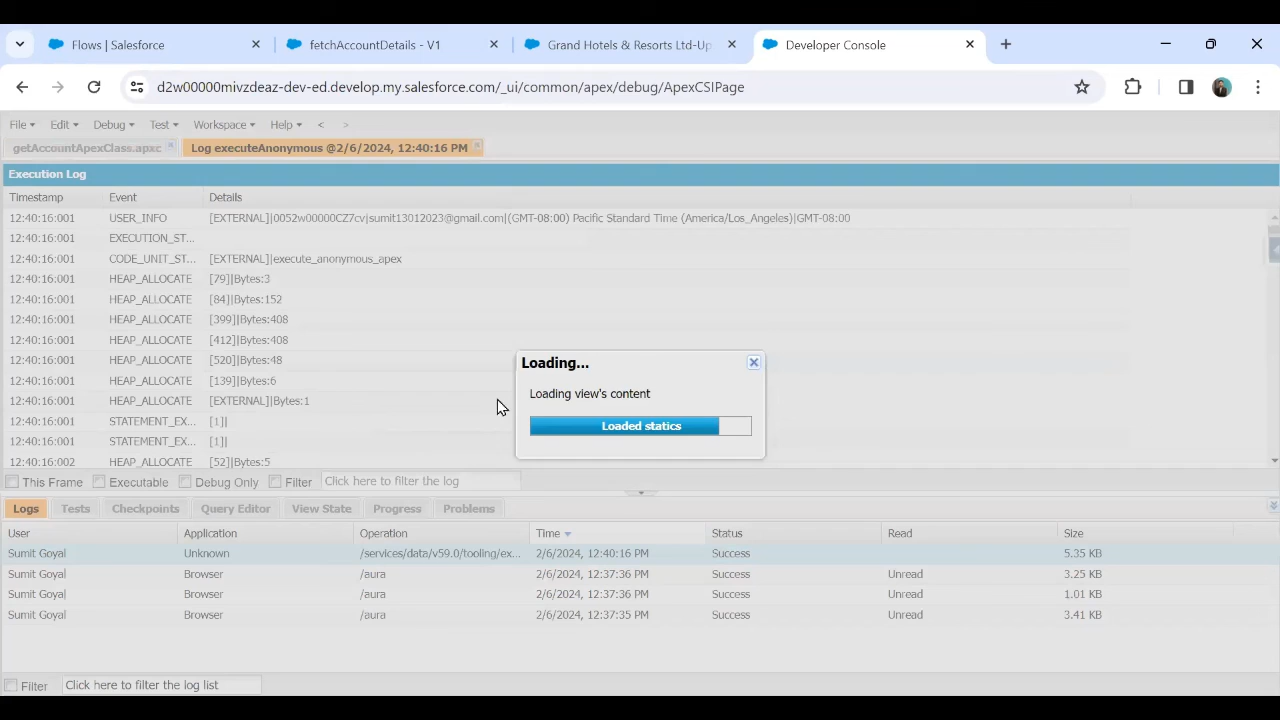 Flows | Salesforce
fetchAccountDetails - V1
Grand Hotels & Resorts Ltd-Up
Developer Console
d2w00000mivzdeaz-dev-ed.develop.my.salesforce.com/_ui/common/apex/debug/ApexCSIPage
File Edit Debug Test Workspace Help < >
getAccountApexClass.apxc
Log executeAnonymous @2/6/2024, 12:40:16 PM
Execution Log
Timestamp Event Details
12:40:16:001 USER_INFO [EXTERNAL]|0052w00000CZ7cv|sumit13012023@gmail.com|(GMT-08:00) Pacific Standard Time (America/Los_Angeles)|GMT-08:00
12:40:16:001 EXECUTION_ST...
12:40:16:001 CODE_UNIT_ST... [EXTERNAL]|execute_anonymous_apex
12:40:16:001 HEAP_ALLOCATE [79]|Bytes:3
12:40:16:001 HEAP_ALLOCATE [84]|Bytes:152
12:40:16:001 HEAP_ALLOCATE [399]|Bytes:408
12:40:16:001 HEAP_ALLOCATE [412]|Bytes:408
12:40:16:001 HEAP_ALLOCATE [520]|Bytes:48
12:40:16:001 HEAP_ALLOCATE [139]|Bytes:6
12:40:16:001 HEAP_ALLOCATE [EXTERNAL]|Bytes:1
12:40:16:001 STATEMENT_EX... [1]|
12:40:16:001 STATEMENT_EX... [1]|
12:40:16:002 HEAP_ALLOCATE [52]|Bytes:5
Loading...
Loading view's content
Loaded statics
This Frame Executable Debug Only Filter Click here to filter the log
Logs Tests Checkpoints Query Editor View State Progress Problems
User Application Operation Time Status Read Size
Sumit Goyal Unknown /services/data/v59.0/tooling/ex... 2/6/2024, 12:40:16 PM Success 5.35 KB
Sumit Goyal Browser /aura 2/6/2024, 12:37:36 PM Success Unread 3.25 KB
Sumit Goyal Browser /aura 2/6/2024, 12:37:36 PM Success Unread 1.01 KB
Sumit Goyal Browser /aura 2/6/2024, 12:37:35 PM Success Unread 3.41 KB
Filter Click here to filter the log list